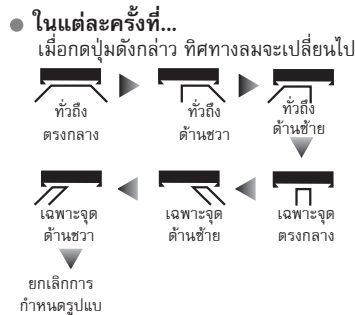 ● ในแต่ละครั้งที่...
เมื่อกดปุ่มดังกล่าว ทิศทางลมจะเปลี่ยนไป
ทั่วถึง
ตรงกลาง
ทั่วถึง
ด้านขวา
ทั่วถึง
ด้านซ้าย
เฉพาะจุด
ด้านขวา
เฉพาะจุด
ด้านซ้าย
เฉพาะจุด
ตรงกลาง
ยกเลิกการ
กำหนดรูปแบบ